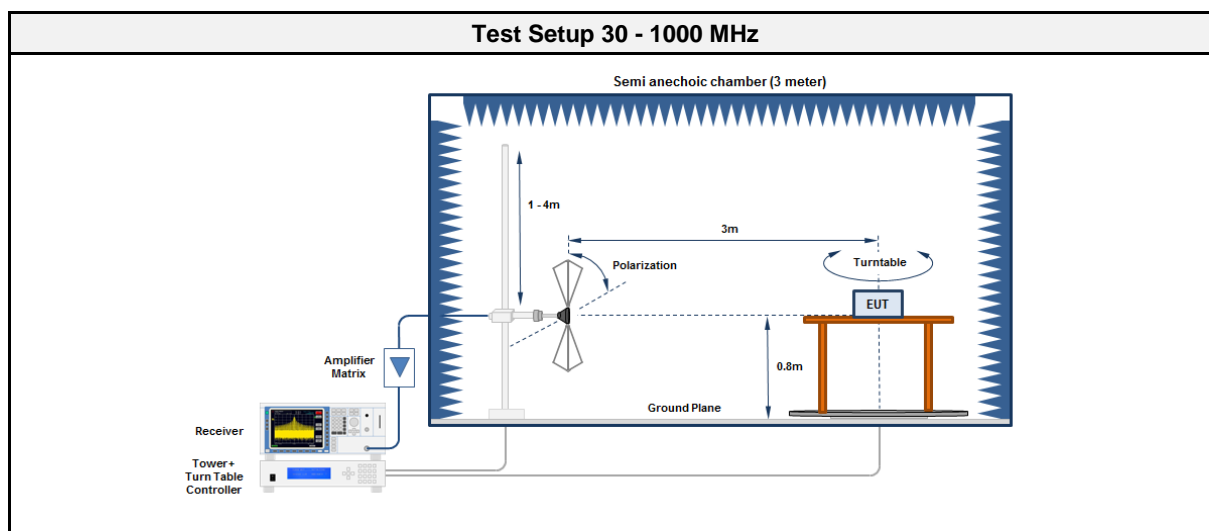 Test Setup 30 - 1000 MHz
Semi anechoic chamber (3 meter)
1 - 4m
3m
Polarization
Turntable
EUT
Amplifier
Matrix
0.8m
Ground Plane
Receiver
Tower+
Turn Table
Controller